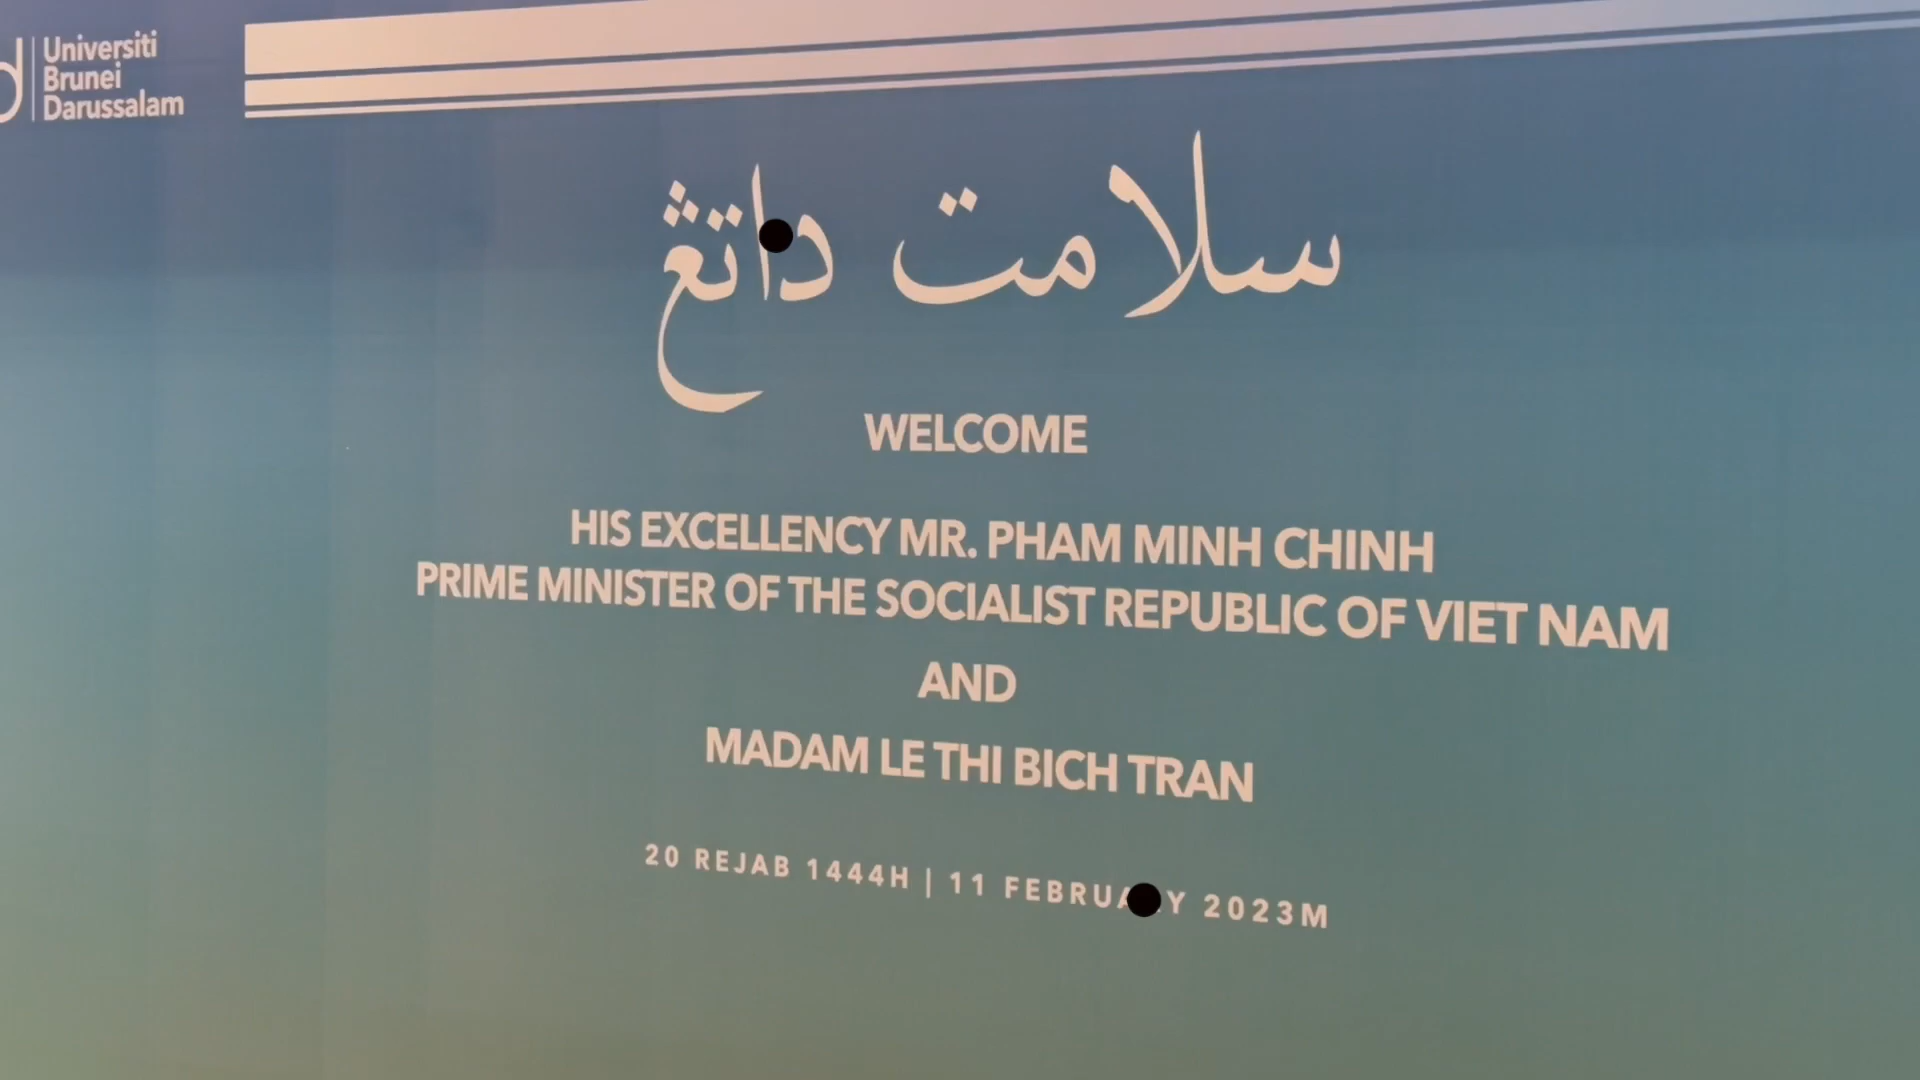 Universiti
Brunei
Darussalam
سلامت داتڠ
WELCOME
HIS EXCELLENCY MR. PHAM MINH CHINH
PRIME MINISTER OF THE SOCIALIST REPUBLIC OF VIET NAM
AND
MADAM LE THI BICH TRAN
20 REJAB 1444H | 11 FEBRUARY 2023M